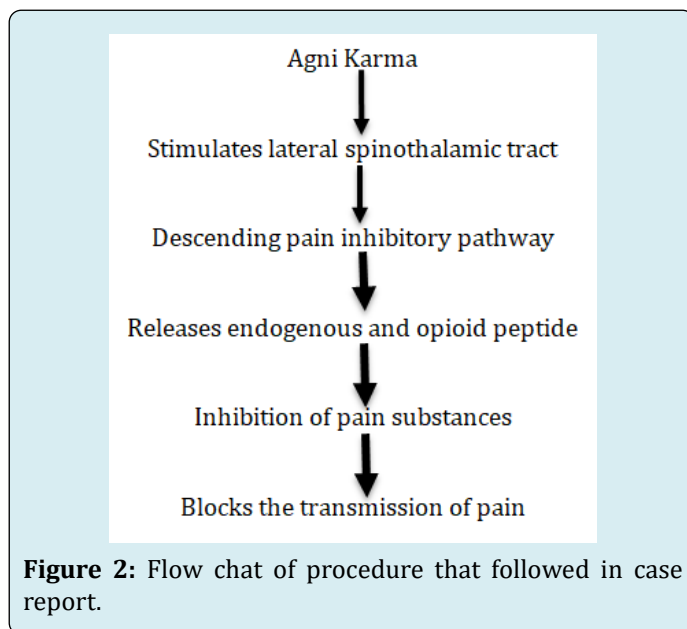 Agni Karma
Stimulates lateral spinothalamic tract
Descending pain inhibitory pathway
Releases endogenous and opioid peptide
Inhibition of pain substances
Blocks the transmission of pain
Figure 2: Flow chat of procedure that followed in case
report.